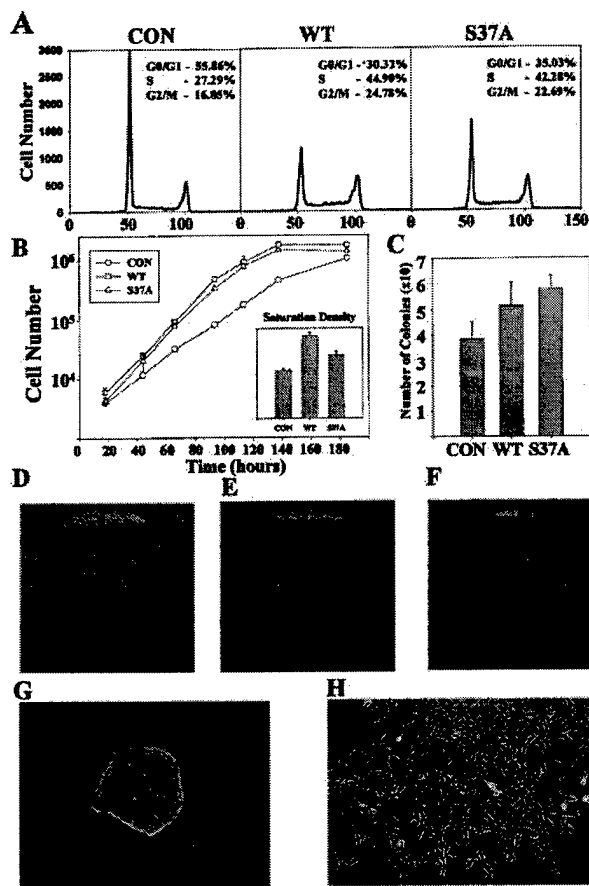 A
CON WT S37A
G0/G1 - 55.86%
S - 27.29%
G2/M - 16.85%
G0/G1 - 30.32%
S - 44.90%
G2/M - 24.78%
G0/G1 - 35.03%
S - 42.28%
G2/M - 22.69%
Cell Number
2500
1500
500
0
50 100 0 50 100 0 50 100 150
B
Cell Number
10⁶
10⁵
10⁴
CON
WT
S37A
Saturation Density
CON WT S37A
0 20 40 60 80 100 120 140 160 180
Time (hours)
C
Number of Colonies (x10)
7
6
5
4
3
2
1
CON WT S37A
D E F
G H